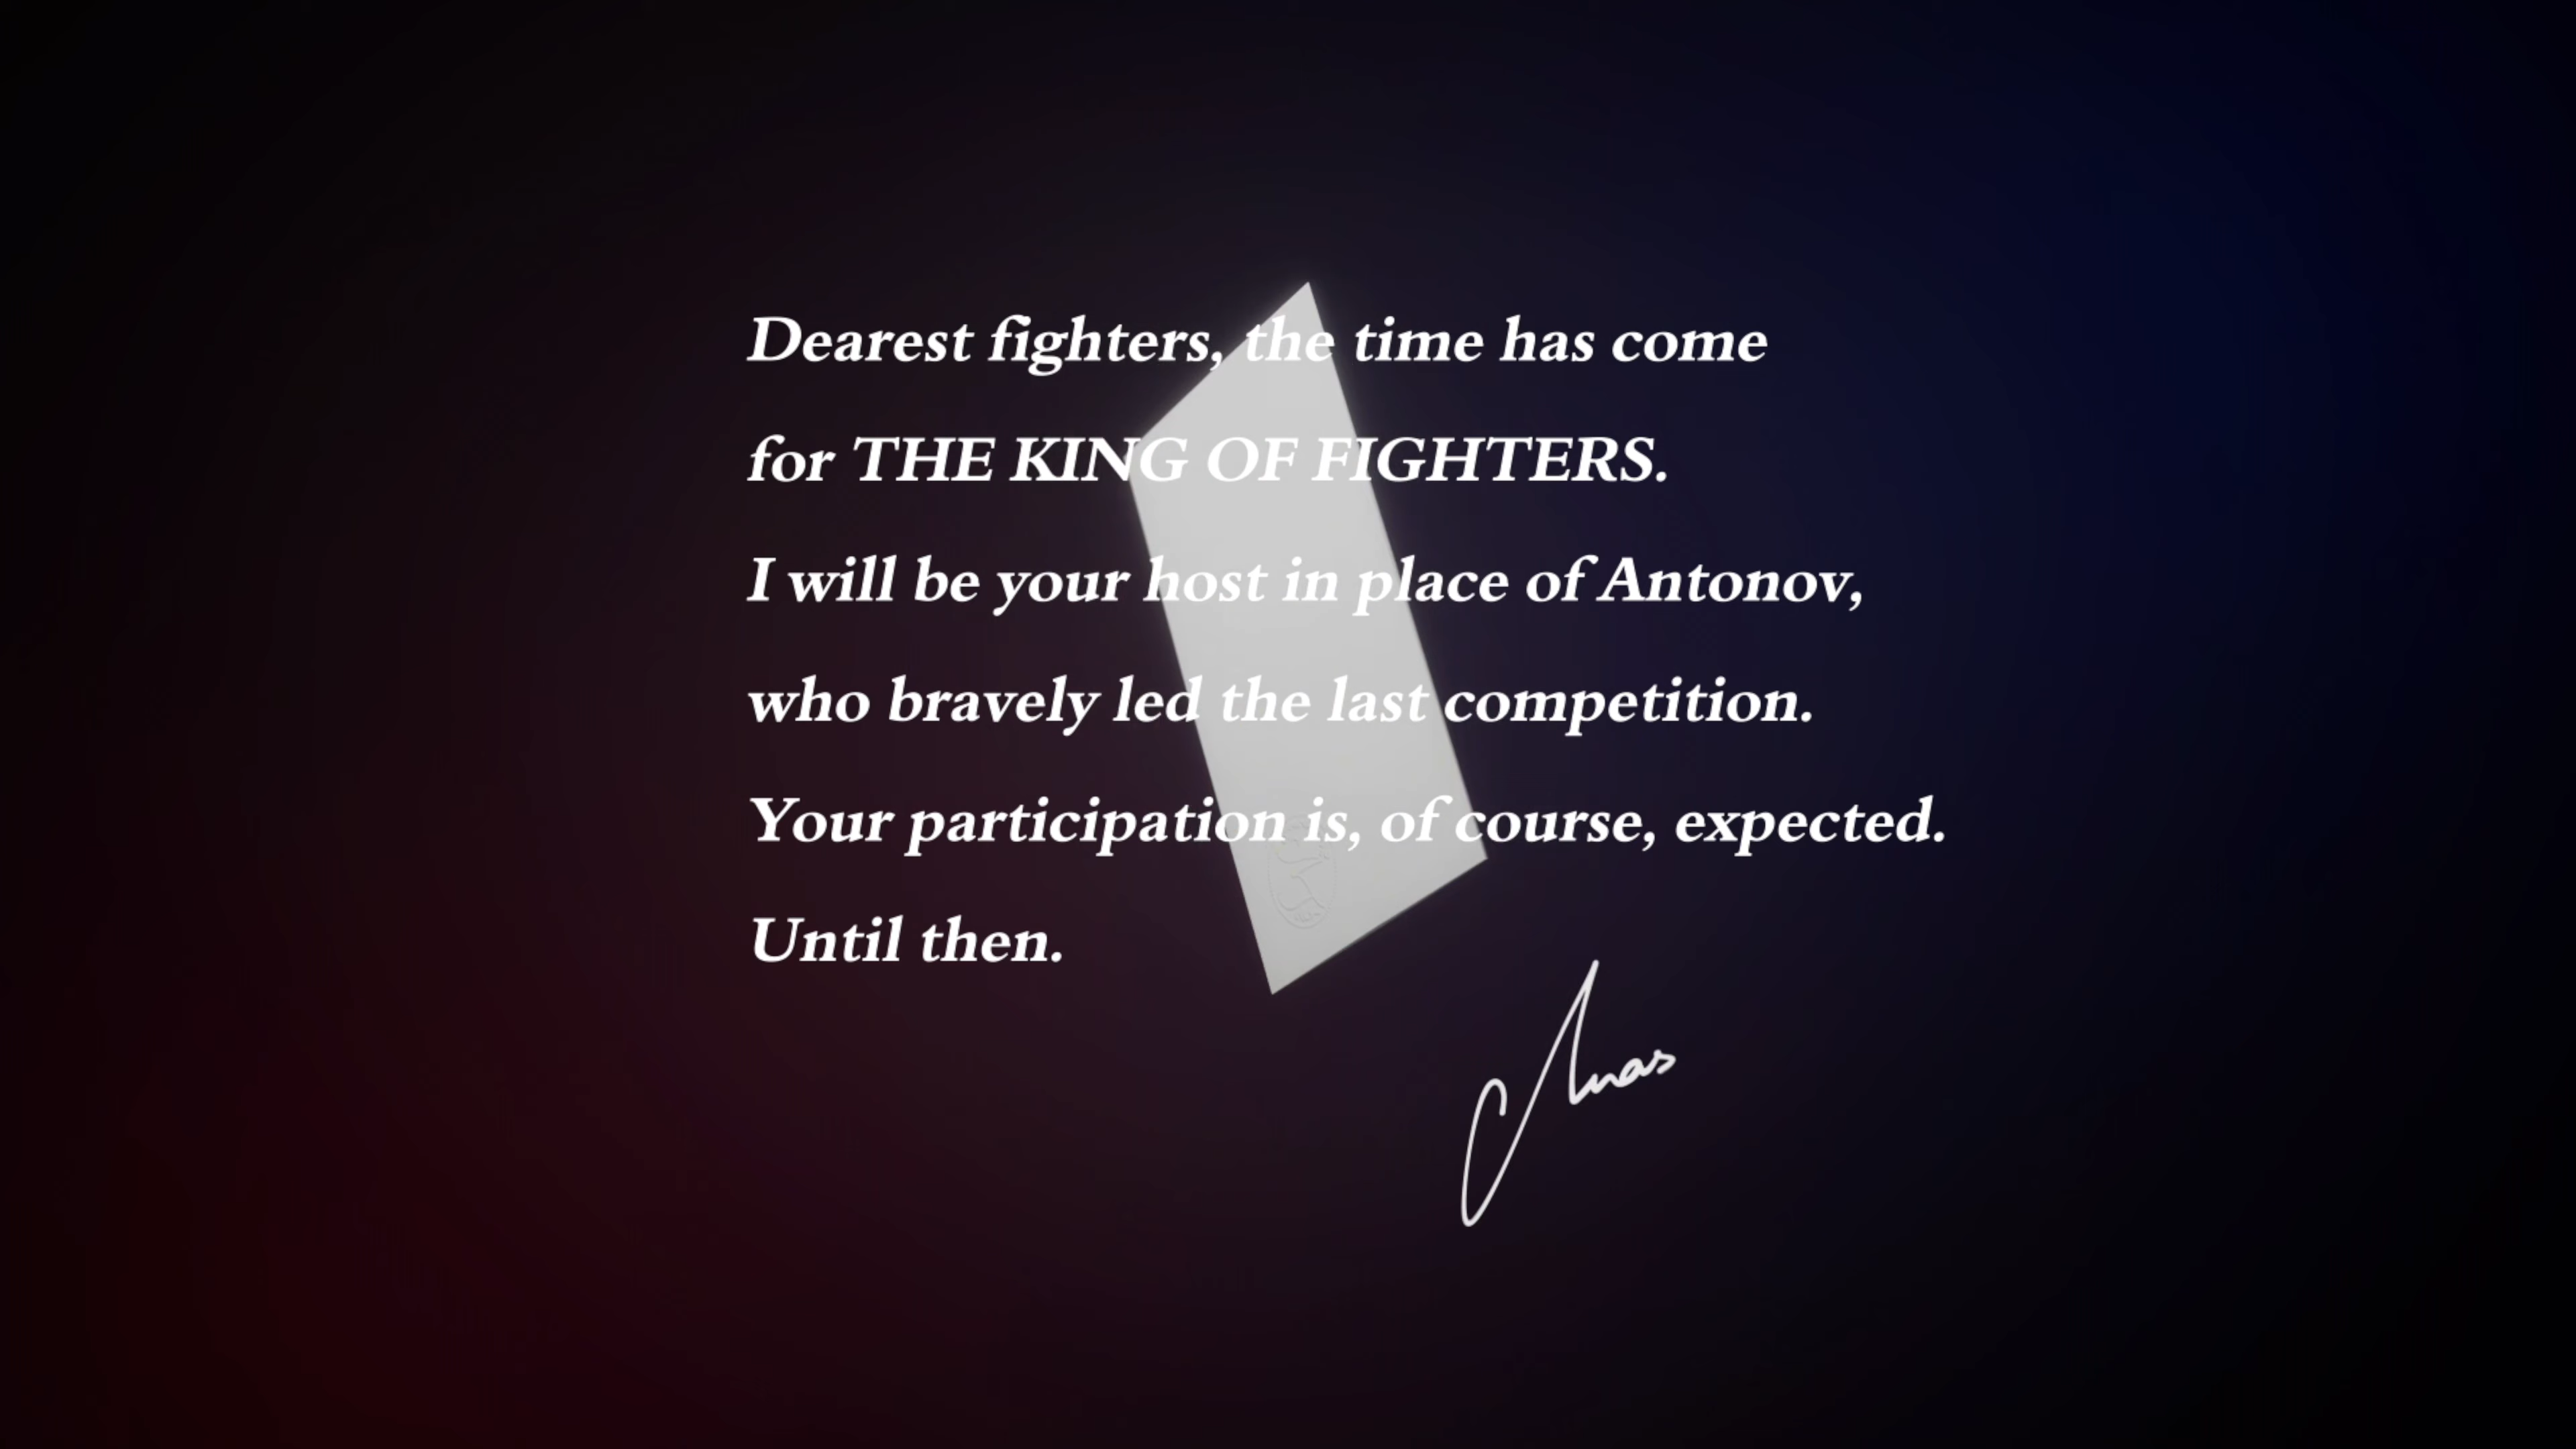 Dearest fighters, the time has come
for THE KING OF FIGHTERS.
I will be your host in place of Antonov,
who bravely led the last competition.
Your participation is, of course, expected.
Until then.